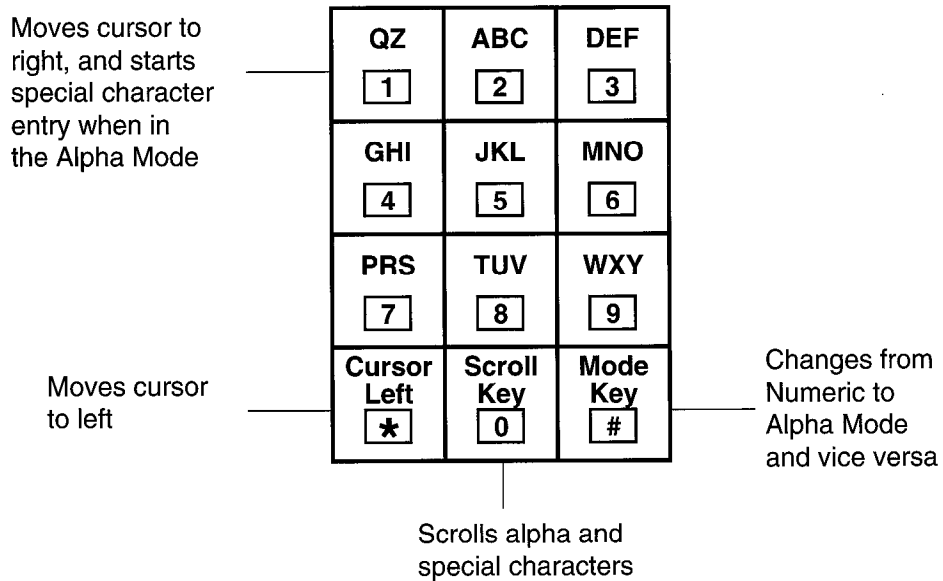 Moves cursor to
right, and starts
special character
entry when in
the Alpha Mode
QZ
1
ABC
2
DEF
3
GHI
4
JKL
5
MNO
6
PRS
7
TUV
8
WXY
9
Moves cursor
to left
Cursor
Left
*
Scroll
Key
0
Mode
Key
#
Changes from
Numeric to
Alpha Mode
and vice versa
Scrolls alpha and
special characters